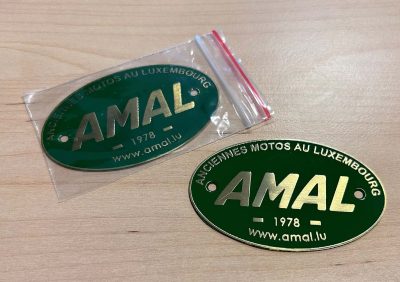 ANCIENNES MOTOS AU LUXEMBOURG
AMAL
- 1978 -
www.amal.lu
ANCIENNES MOTOS AU LUXEMBOURG
AMAL
- 1978 -
www.amal.lu